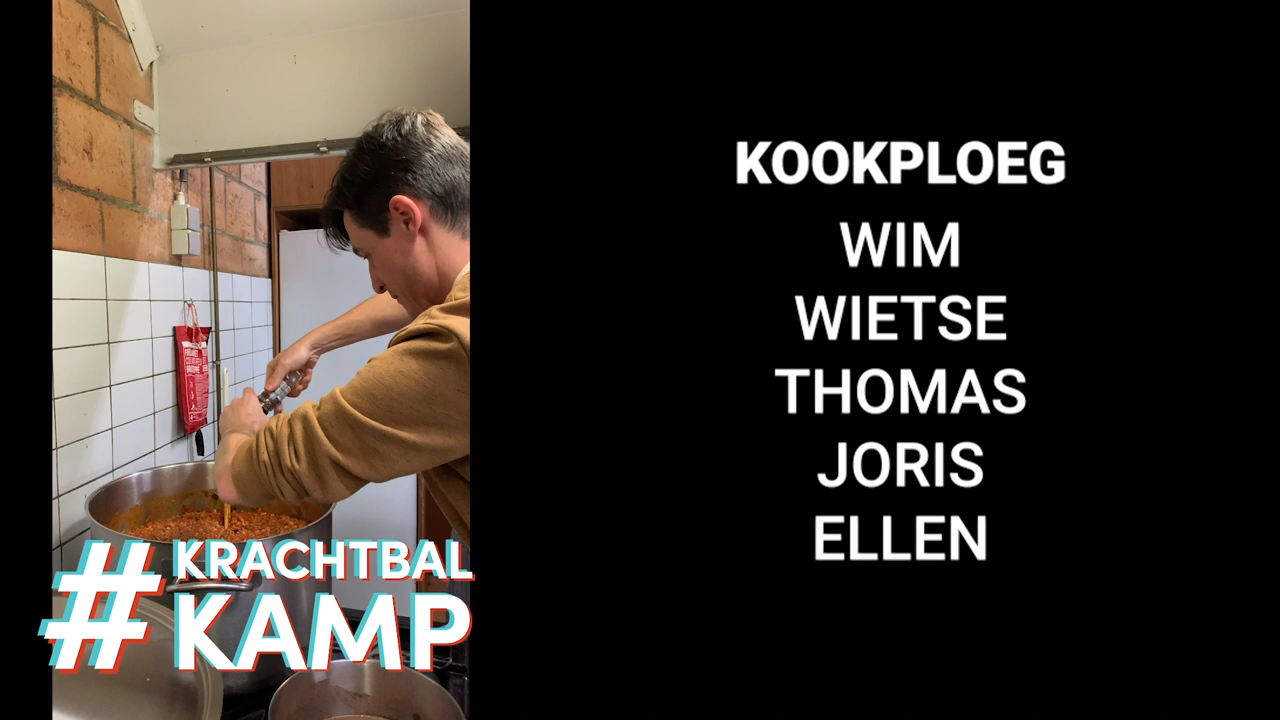 KOOKPLOEG
WIM
WIETSE
THOMAS
JORIS
ELLEN
#KRACHTBAL
KAMP